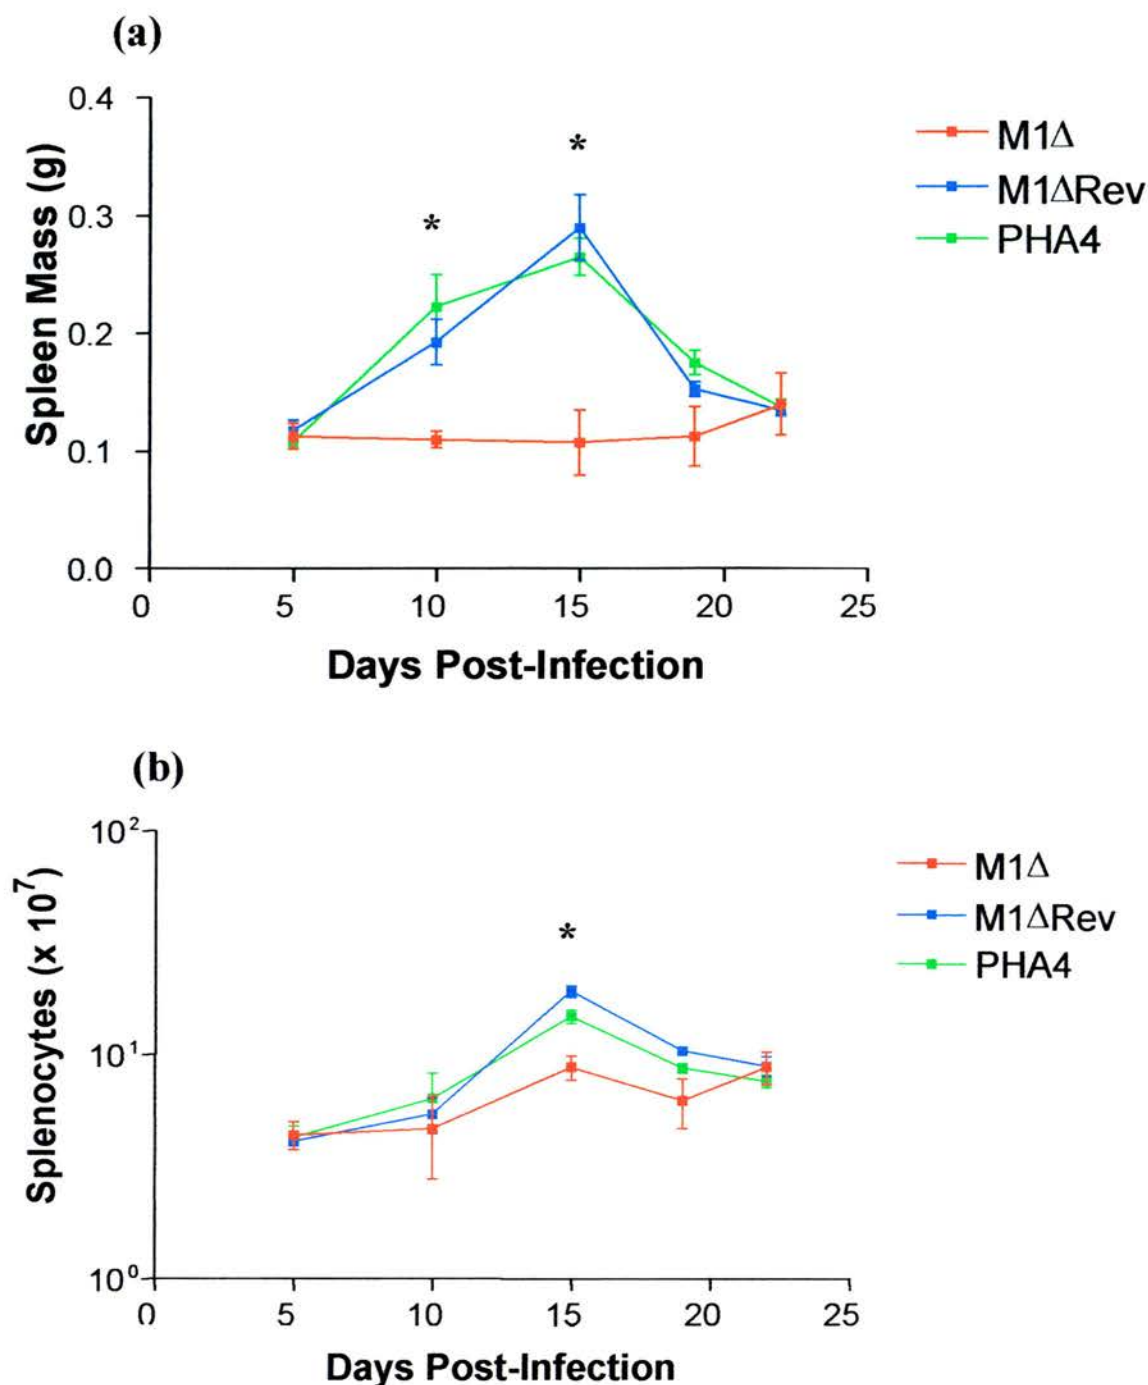 (a)
0.4
0.3
0.2
0.1
0.0
Spleen Mass (g)
*
*
0 5 10 15 20 25
Days Post-Infection
M1Δ
M1ΔRev
PHA4
(b)
10²
10¹
10⁰
Splenocytes (x 10⁷)
*
0 5 10 15 20 25
Days Post-Infection
M1Δ
M1ΔRev
PHA4